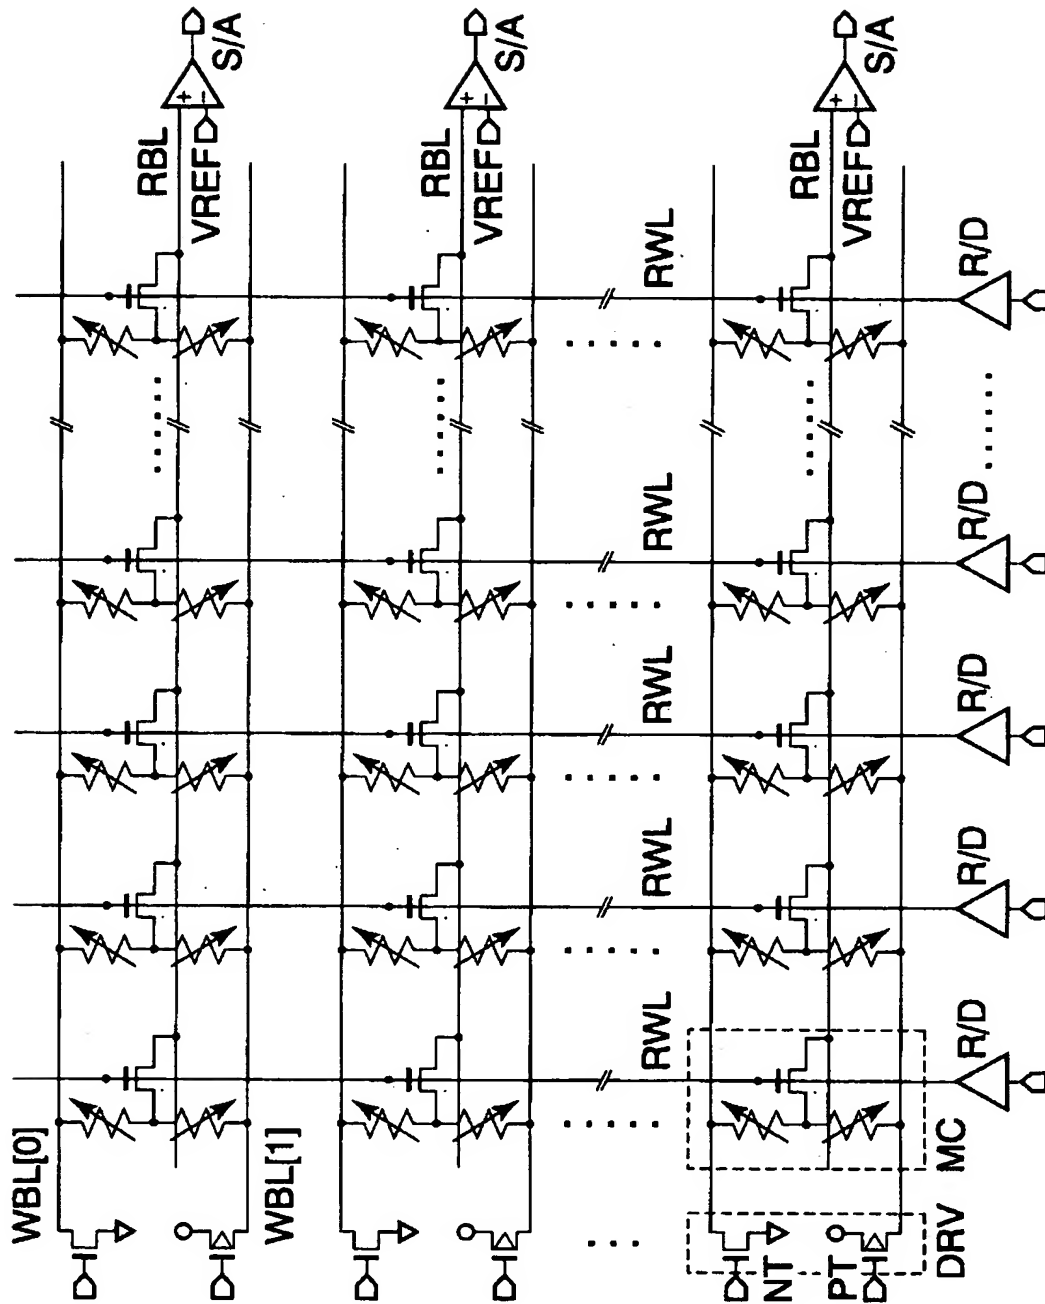 S/A
S/A
S/A
RBL
VREF
RBL
VREF
RBL
VREF
RWL
R/D
RWL
R/D
RWL
R/D
RWL
R/D
RWL
R/D
WBL[0]
WBL[1]
MC
DRV
NT
PT
+
−
+
−
+
−